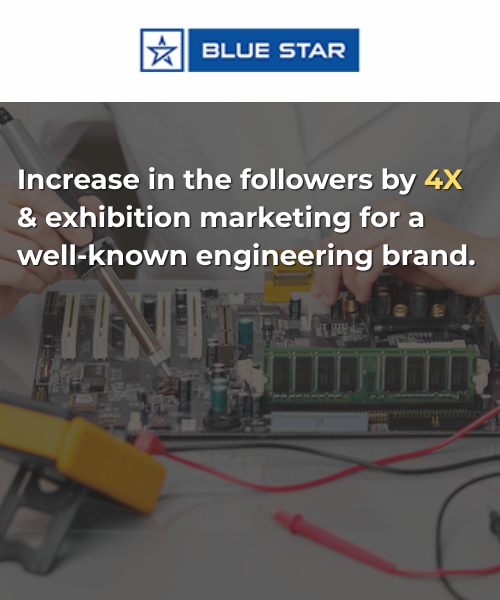 BLUE STAR
Increase in the followers by 4X
& exhibition marketing for a
well-known engineering brand.